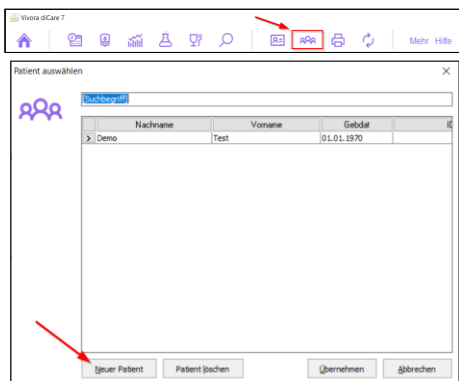 Vivora diCare 7
Mehr Hilfe
Patient auswählen
[Suchbegriff]
Nachname Vorname Gebdat ID
Demo Test 01.01.1970
Neuer Patient Patient löschen Übernehmen Abbrechen